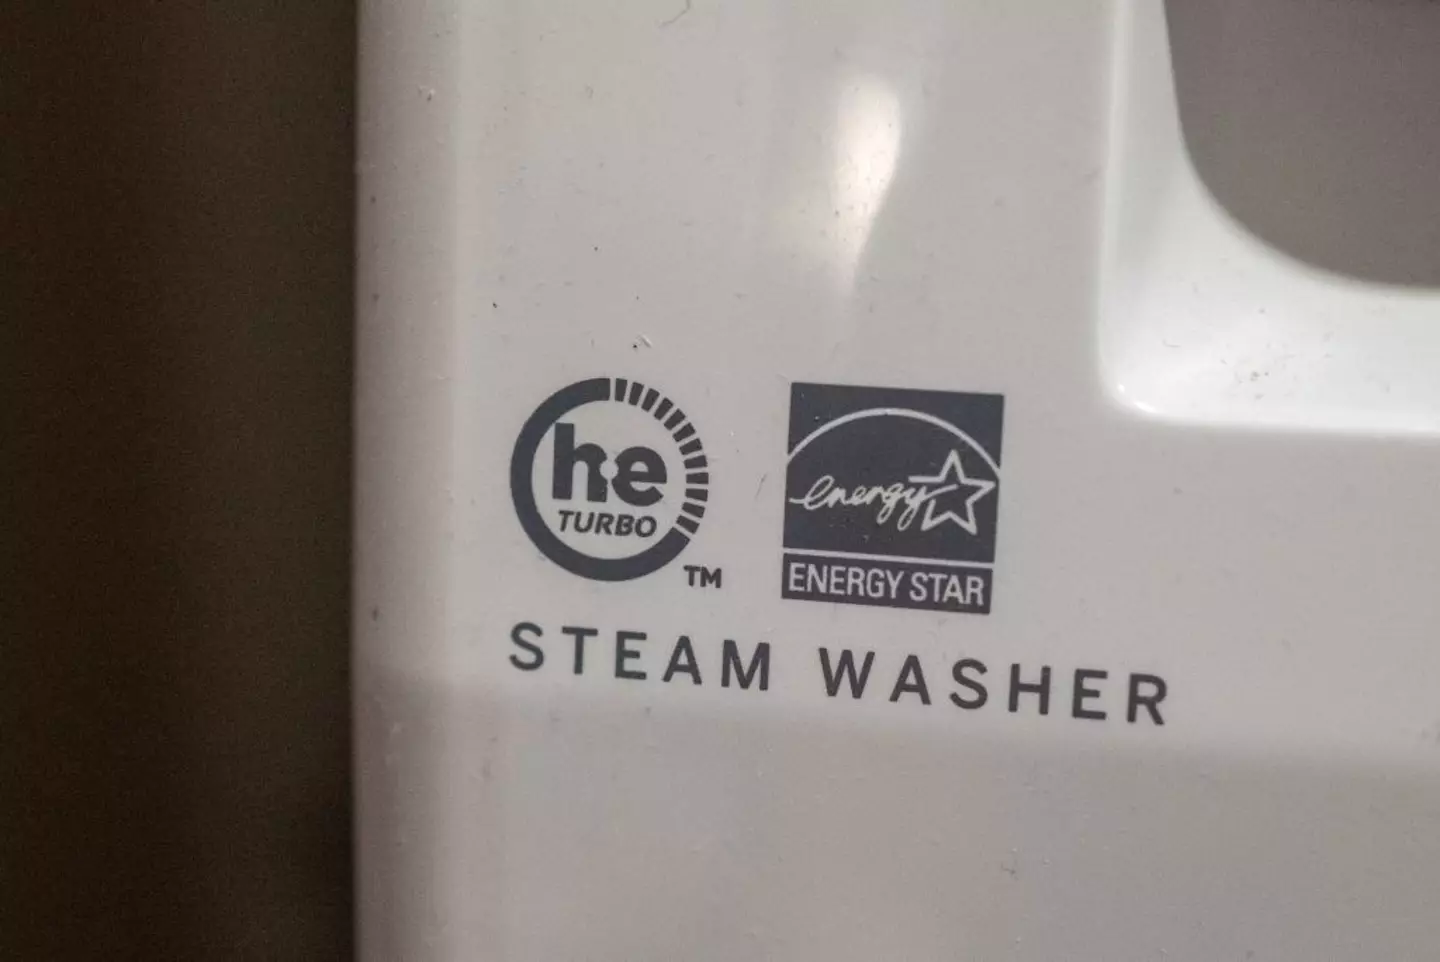 he
TURBO
TM
energy
ENERGY STAR
STEAM WASHER